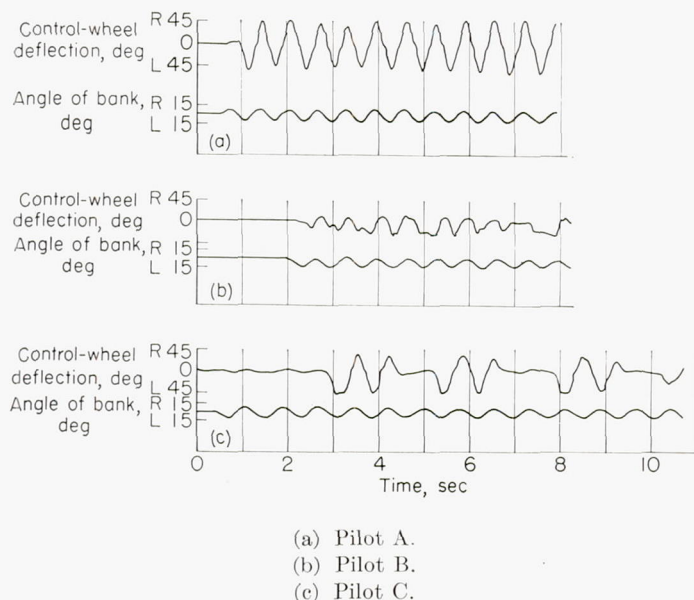 Control-wheel
deflection, deg
R 45
0
L 45
Angle of bank,
deg
R 15
L 15
(a)
Control-wheel
deflection, deg
R 45
0
Angle of bank,
deg
R 15
L 15
(b)
Control-wheel
deflection, deg
R 45
0
L 45
Angle of bank,
deg
R 15
L 15
(c)
0 2 4 6 8 10
Time, sec
(a) Pilot A.
(b) Pilot B.
(c) Pilot C.